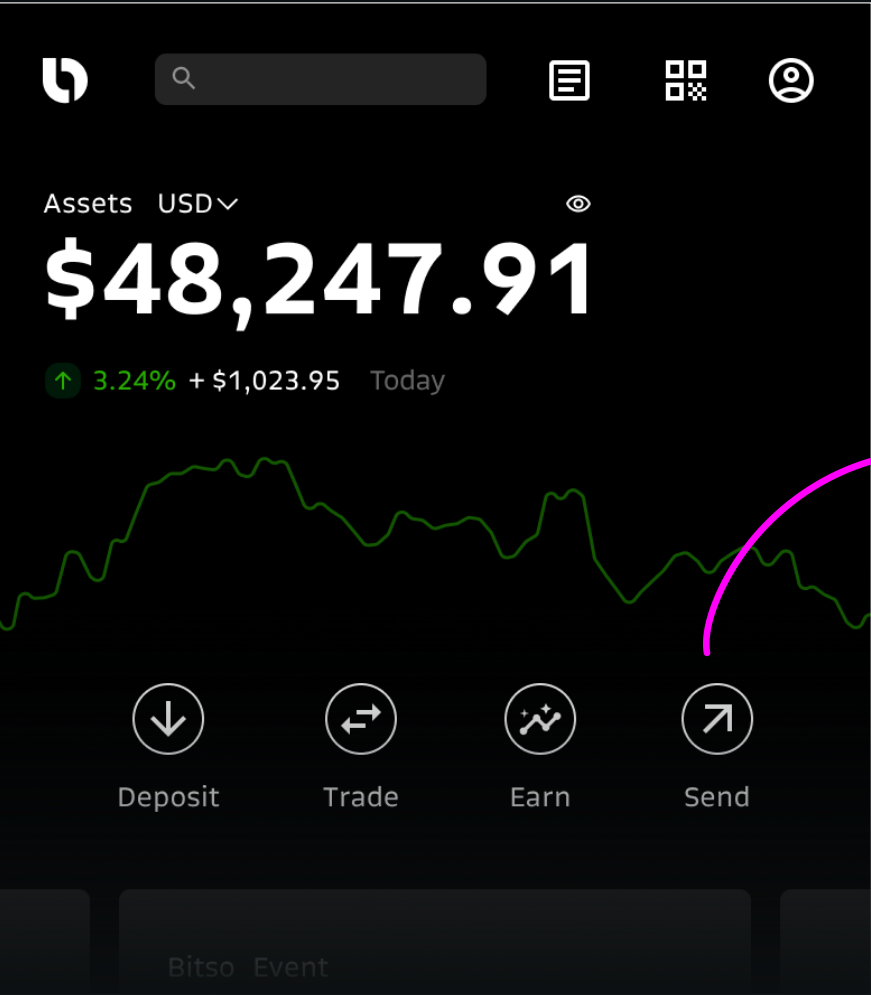 Assets USD
$48,247.91
3.24% + $1,023.95 Today
Deposit Trade Earn Send
Bitso Event